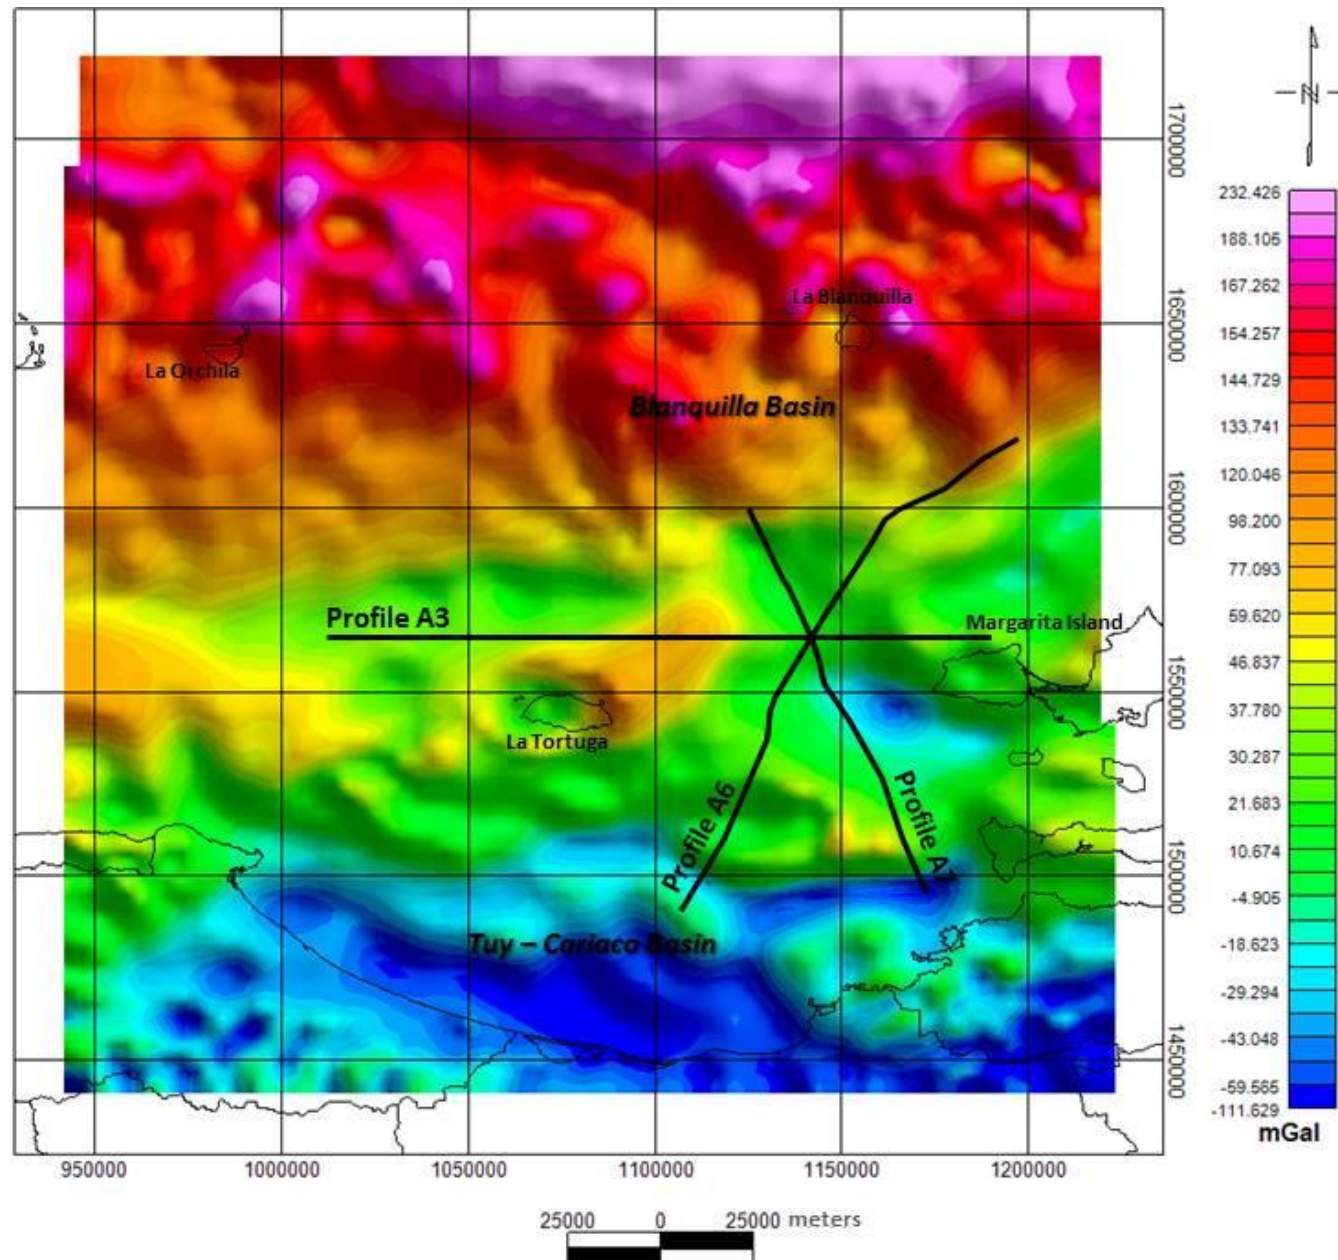 N
1700000
232.426
188.105
167.262
La Blanquilla
154.257
1650000
La Orchila
144.729
Blanquilla Basin
133.741
120.046
1600000
98.200
77.093
Profile A3
59.620
Margarita Island
46.837
1550000
37.780
La Tortuga
30.287
Profile A6
Profile A7
21.683
10.674
1500000
-4.905
Tuy – Cariaco Basin
-18.623
-29.294
-43.048
1450000
-59.565
-111.629
mGal
950000 1000000 1050000 1100000 1150000 1200000
25000 0 25000 meters